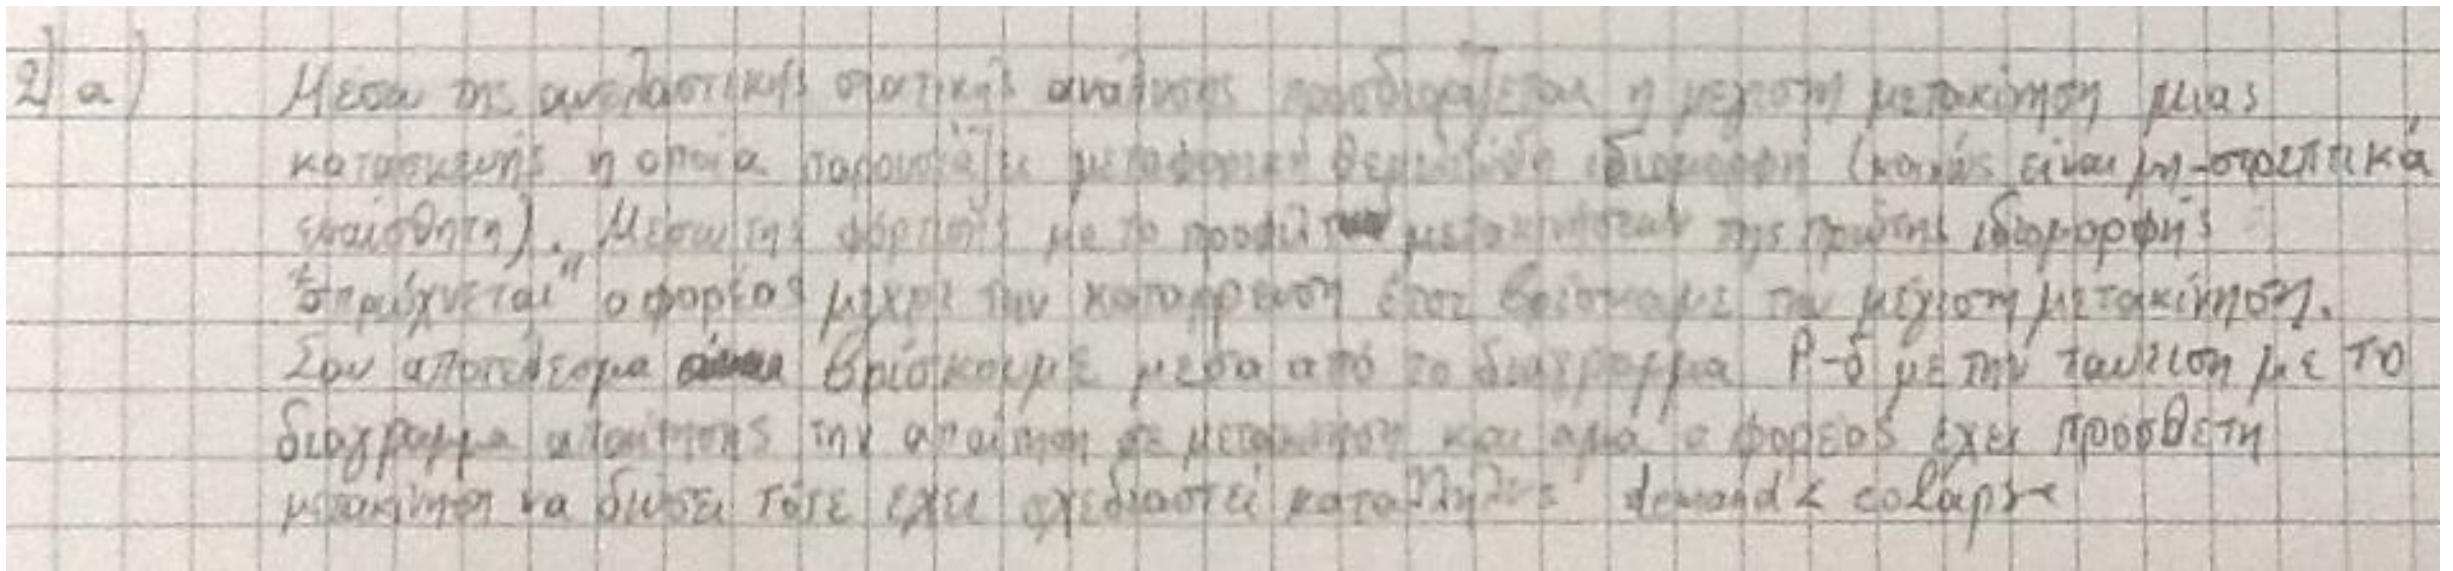 2) a) Μέσω της ανελαστικής στατικής ανάλυσης προσδιορίζεται η μέγιστη μετακίνηση μιας
κατασκευής η οποία παρουσιάζει μεταφορική θεμελιώδη ιδιομορφή (κοινώς είναι μη-στρεπτικά
ευαίσθητη). Μέσω της φόρτισης με το προφίλ των μετακινήσεων της πρώτης ιδιομορφής
"σπρώχνεται" ο φορέας μέχρι την κατάρρευση έτσι βρίσκουμε την μέγιστη μετακίνηση.
Σαν αποτέλεσμα βρίσκουμε μέσα από το διάγραμμα P-δ με την ταύτιση με το
διάγραμμα απαίτησης την απαίτηση σε μετακίνηση και άμα ο φορέας έχει πρόσθετη
μετακίνηση να δώσει τότε έχει σχεδιαστεί κατάλληλα demand < colapse